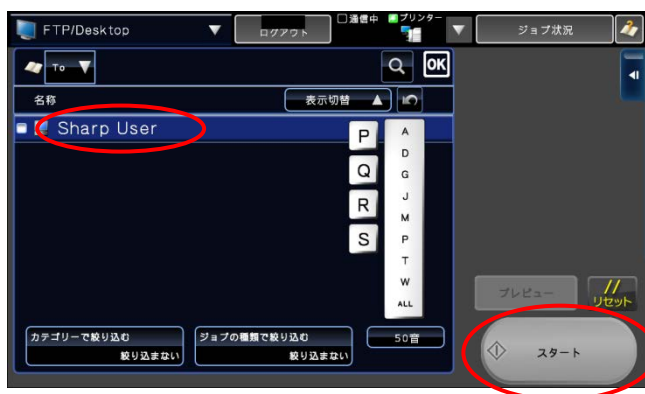 FTP/Desktop
ログアウト
通信中
プリンター
ジョブ状況
To
OK
名称
表示切替
Sharp User
P
Q
R
S
A
D
G
J
M
P
T
W
ALL
プレビュー
リセット
カテゴリーで絞り込む
絞り込まない
ジョブの種類で絞り込む
絞り込まない
50音
スタート